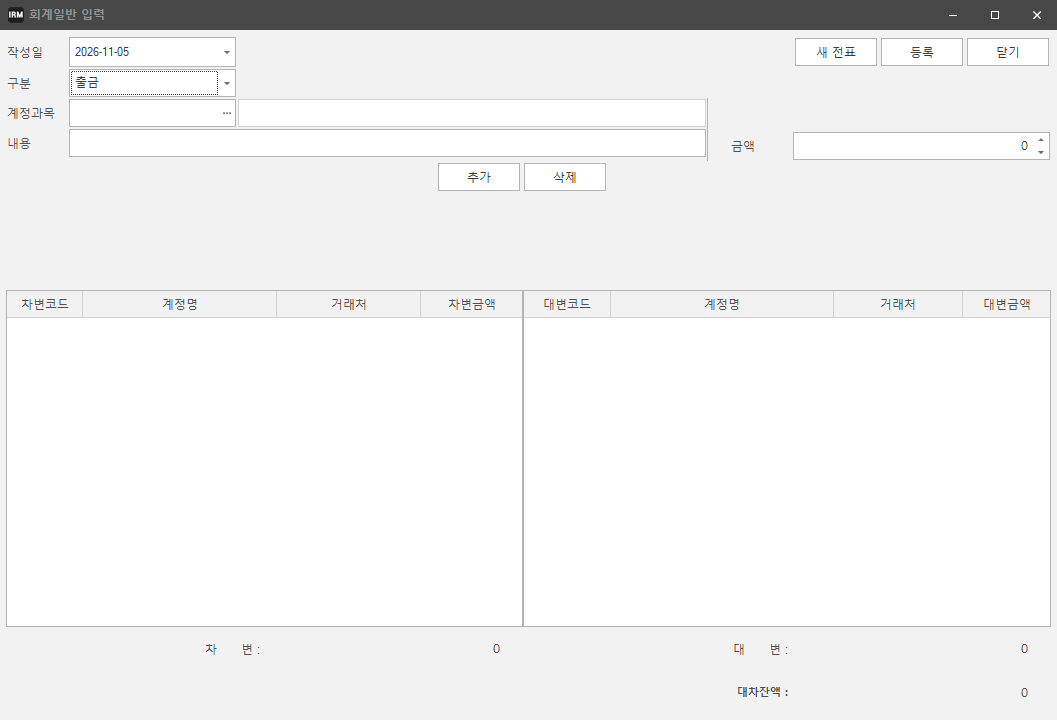 IRM 회계일반 입력
작성일 2026-11-05 새 전표 등록 닫기
구분 출금
계정과목 ...
내용 금액 0
추가 삭제
차변코드 계정명 거래처 차변금액 대변코드 계정명 거래처 대변금액
차 변 : 0 대 변 : 0
대차잔액 : 0